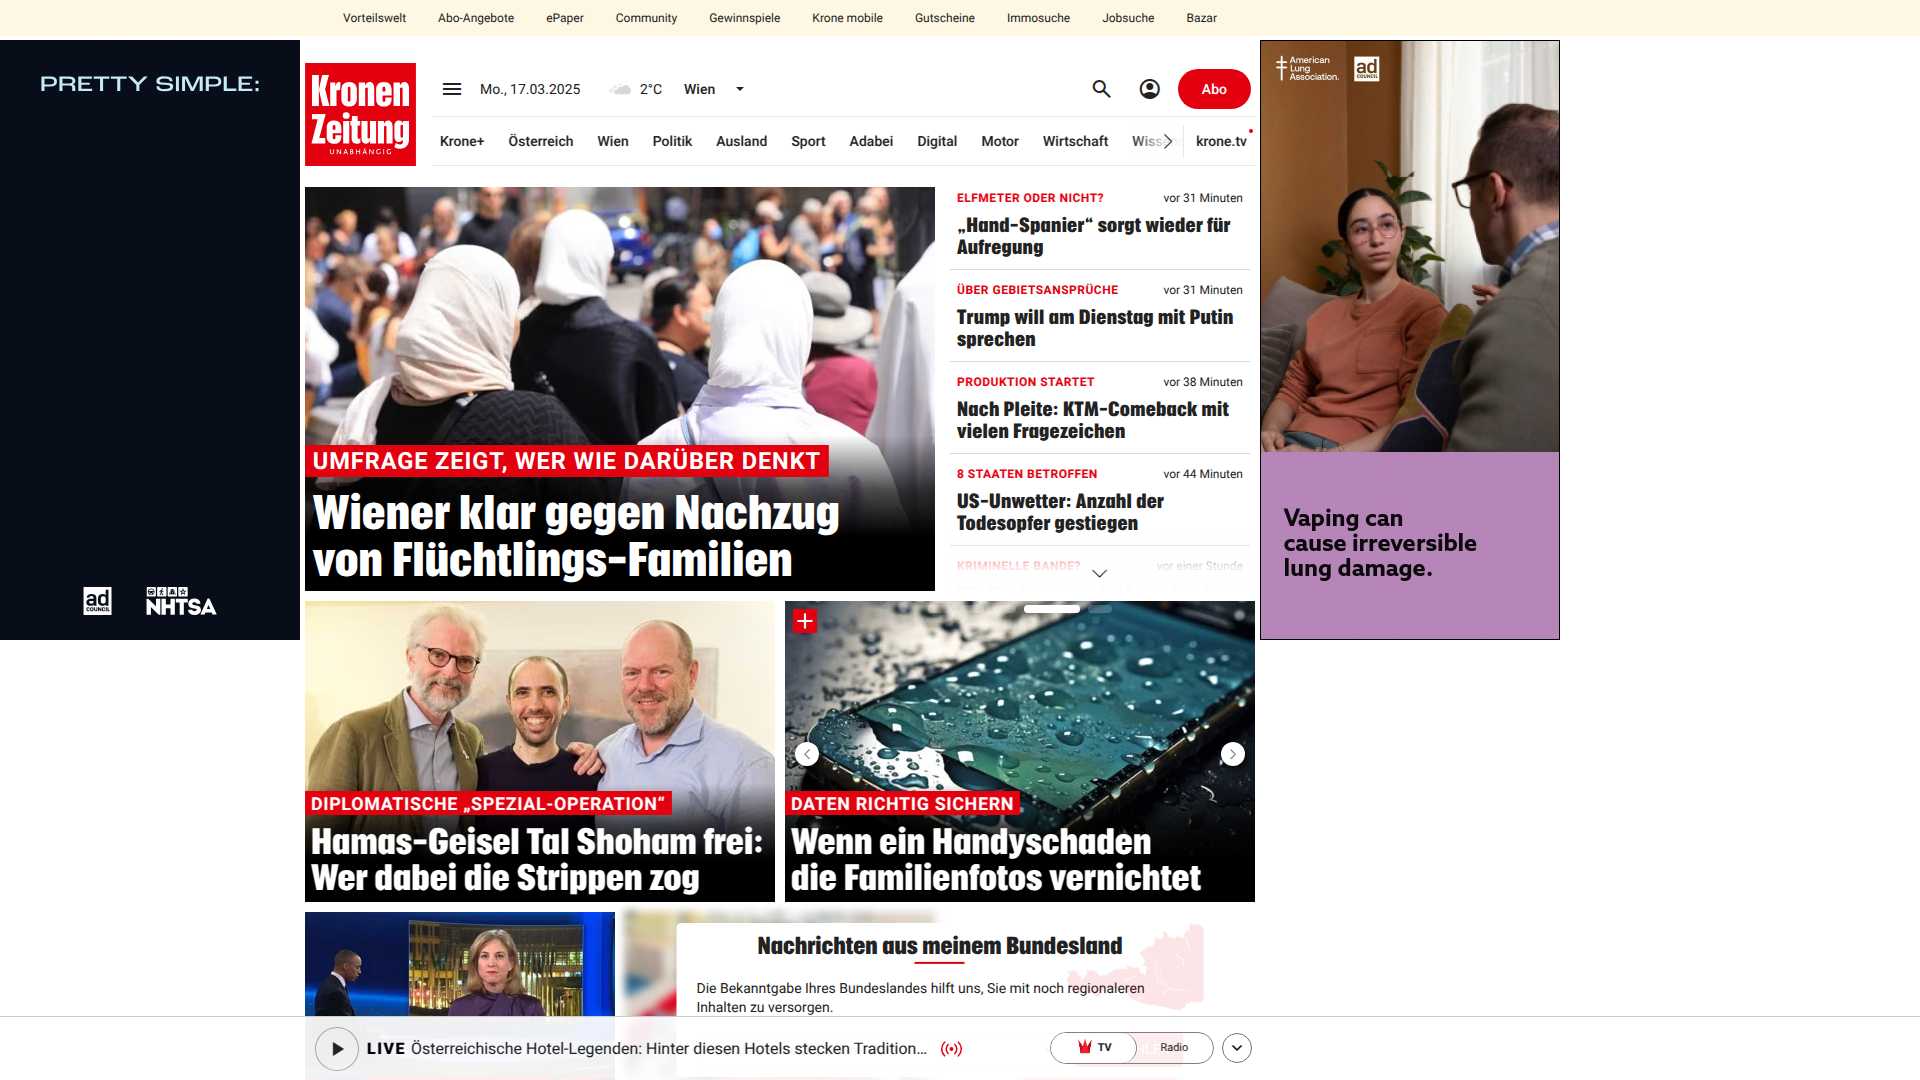 Vorteilswelt Abo-Angebote ePaper Community Gewinnspiele Krone mobile Gutscheine Immosuche Jobsuche Bazar
PRETTY SIMPLE:
ad
COUNCIL
NHTSA
Kronen
Zeitung
UNABHÄNGIG
Mo., 17.03.2025 2°C Wien
Abo
Krone+ Österreich Wien Politik Ausland Sport Adabei Digital Motor Wirtschaft krone.tv
UMFRAGE ZEIGT, WER WIE DARÜBER DENKT
Wiener klar gegen Nachzug
von Flüchtlings-Familien
ELFMETER ODER NICHT? vor 31 Minuten
„Hand-Spanier“ sorgt wieder für
Aufregung
ÜBER GEBIETSANSPRÜCHE vor 31 Minuten
Trump will am Dienstag mit Putin
sprechen
PRODUKTION STARTET vor 38 Minuten
Nach Pleite: KTM-Comeback mit
vielen Fragezeichen
8 STAATEN BETROFFEN vor 44 Minuten
US-Unwetter: Anzahl der
Todesopfer gestiegen
KRIMINELLE BANDE? vor einer Stunde
American
Lung
Association.
ad
COUNCIL
Vaping can
cause irreversible
lung damage.
DIPLOMATISCHE „SPEZIAL-OPERATION“
Hamas-Geisel Tal Shoham frei:
Wer dabei die Strippen zog
DATEN RICHTIG SICHERN
Wenn ein Handyschaden
die Familienfotos vernichtet
Nachrichten aus meinem Bundesland
Die Bekanntgabe Ihres Bundeslandes hilft uns, Sie mit noch regionaleren
Inhalten zu versorgen.
LIVE Österreichische Hotel-Legenden: Hinter diesen Hotels stecken Tradition...
TV Radio